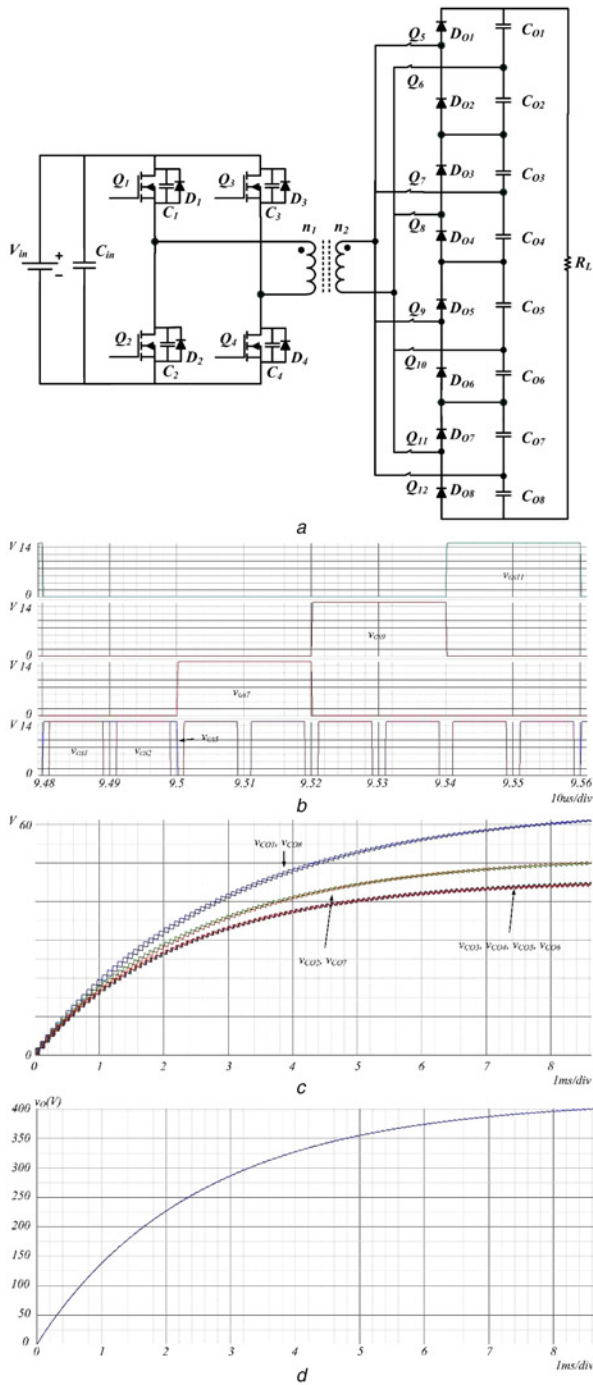 Q5 DO1 CO1
Q6
DO2 CO2
Q1 Q3 Q7 DO3 CO3
D1 D3
C1 C3 n1 n2 Q8
Vin + − Cin DO4 CO4 RL
Q9 DO5 CO5
Q2 Q4 Q10
D2 D4 DO6 CO6
C2 C4
Q11 DO7 CO7
Q12 DO8 CO8
a
V 14
vGS11
0
V 14
vGS9
0
V 14
vGS7
0
V 14
vGS1 vGS2 vGS5
0
9.48 9.49 9.5 9.51 9.52 9.53 9.54 9.55 9.56
10us/div
b
V 60
vCO1, vCO8
vCO2, vCO7
vCO3, vCO4, vCO5, vCO6
0
0 1 2 3 4 5 6 7 8
1ms/div
c
vo(V)
400
350
300
250
200
150
100
50
0
0 1 2 3 4 5 6 7 8
1ms/div
d